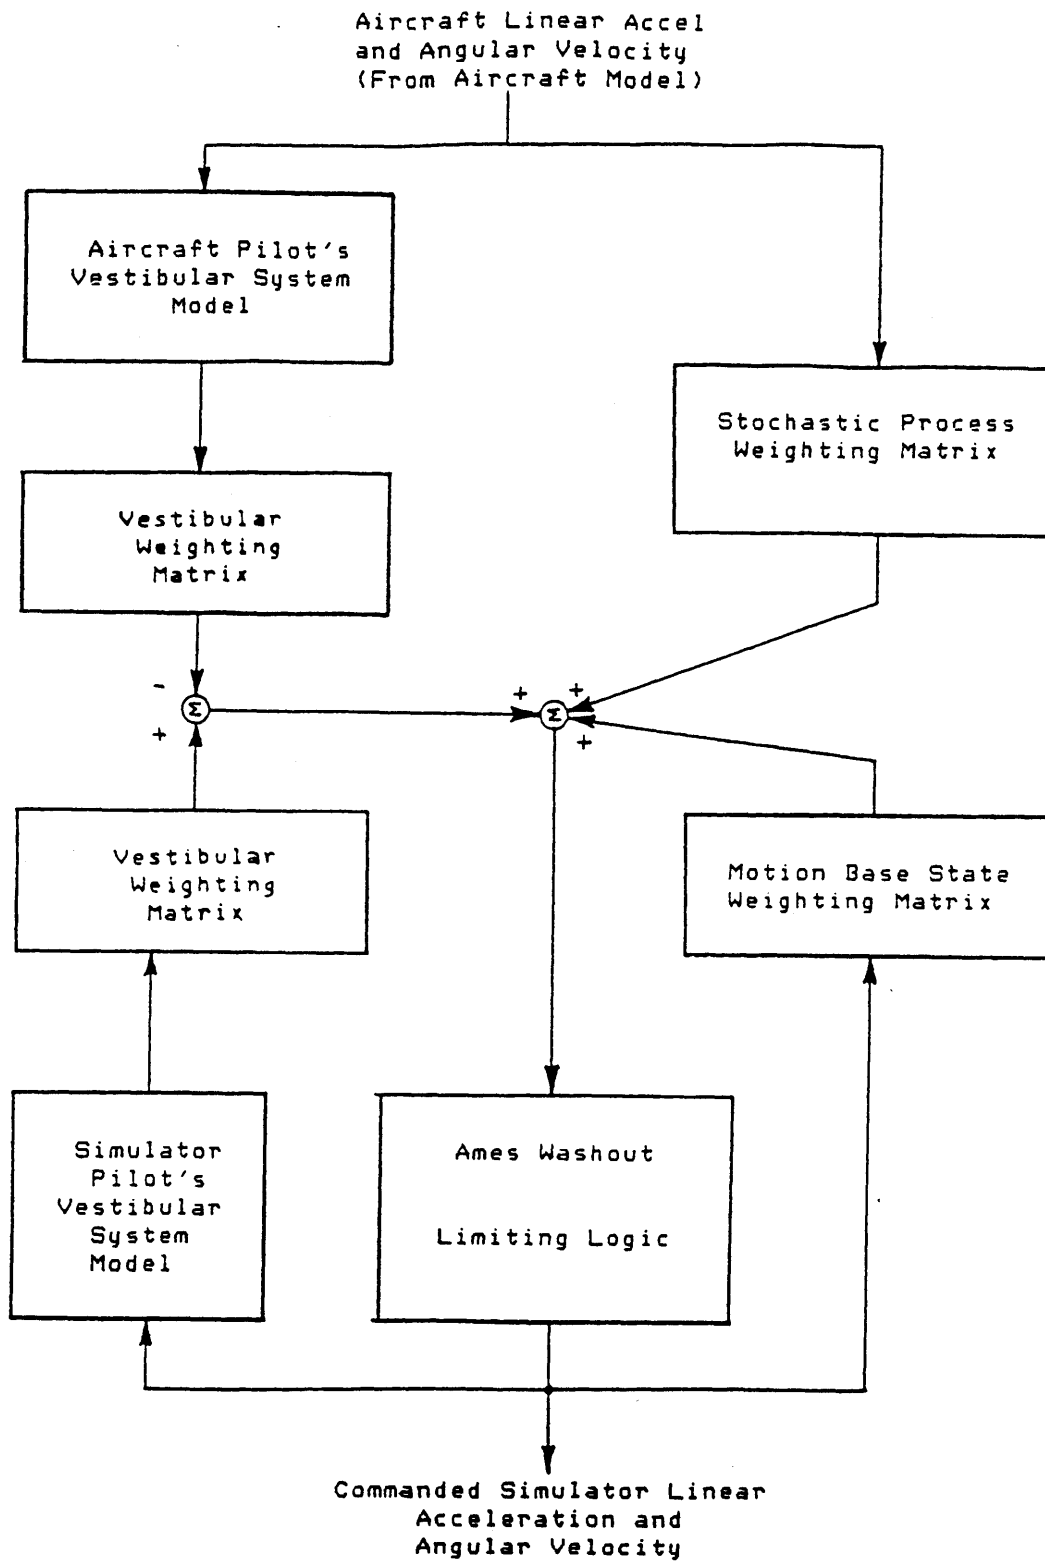 Aircraft Linear Accel
and Angular Velocity
(From Aircraft Model)
Aircraft Pilot's
Vestibular System
Model
Stochastic Process
Weighting Matrix
Vestibular
Weighting
Matrix
-
Σ
+
+
+
Σ
+
Vestibular
Weighting
Matrix
Motion Base State
Weighting Matrix
Simulator
Pilot's
Vestibular
System
Model
Ames Washout
Limiting Logic
Commanded Simulator Linear
Acceleration and
Angular Velocity